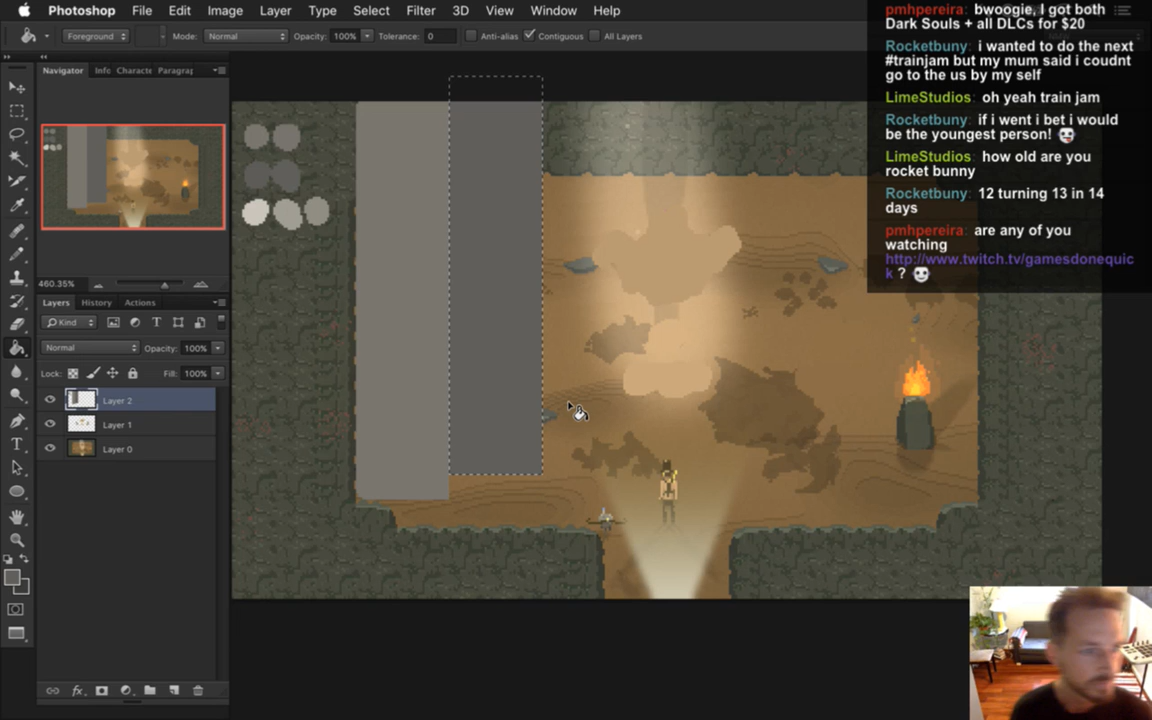 Photoshop File Edit Image Layer Type Select Filter 3D View Window Help
Foreground Mode: Normal Opacity: 100% Tolerance: 0 Anti-alias Contiguous All Layers
Navigator Info Characte Paragra
460.35%
Layers History Actions
Kind
Normal Opacity: 100%
Lock: Fill: 100%
Layer 2
Layer 1
Layer 0
fx
pmhpereira: bwoogie, I got both
Dark Souls + all DLCs for $20
Rocketbuny: i wanted to do the next
#trainjam but my mum said i coudnt
go to the us by my self
LimeStudios: oh yeah train jam
Rocketbuny: if i went i bet i would
be the youngest person!
LimeStudios: how old are you
rocket bunny
Rocketbuny: 12 turning 13 in 14
days
pmhpereira: are any of you
watching
http://www.twitch.tv/gamesdonequic
k ?